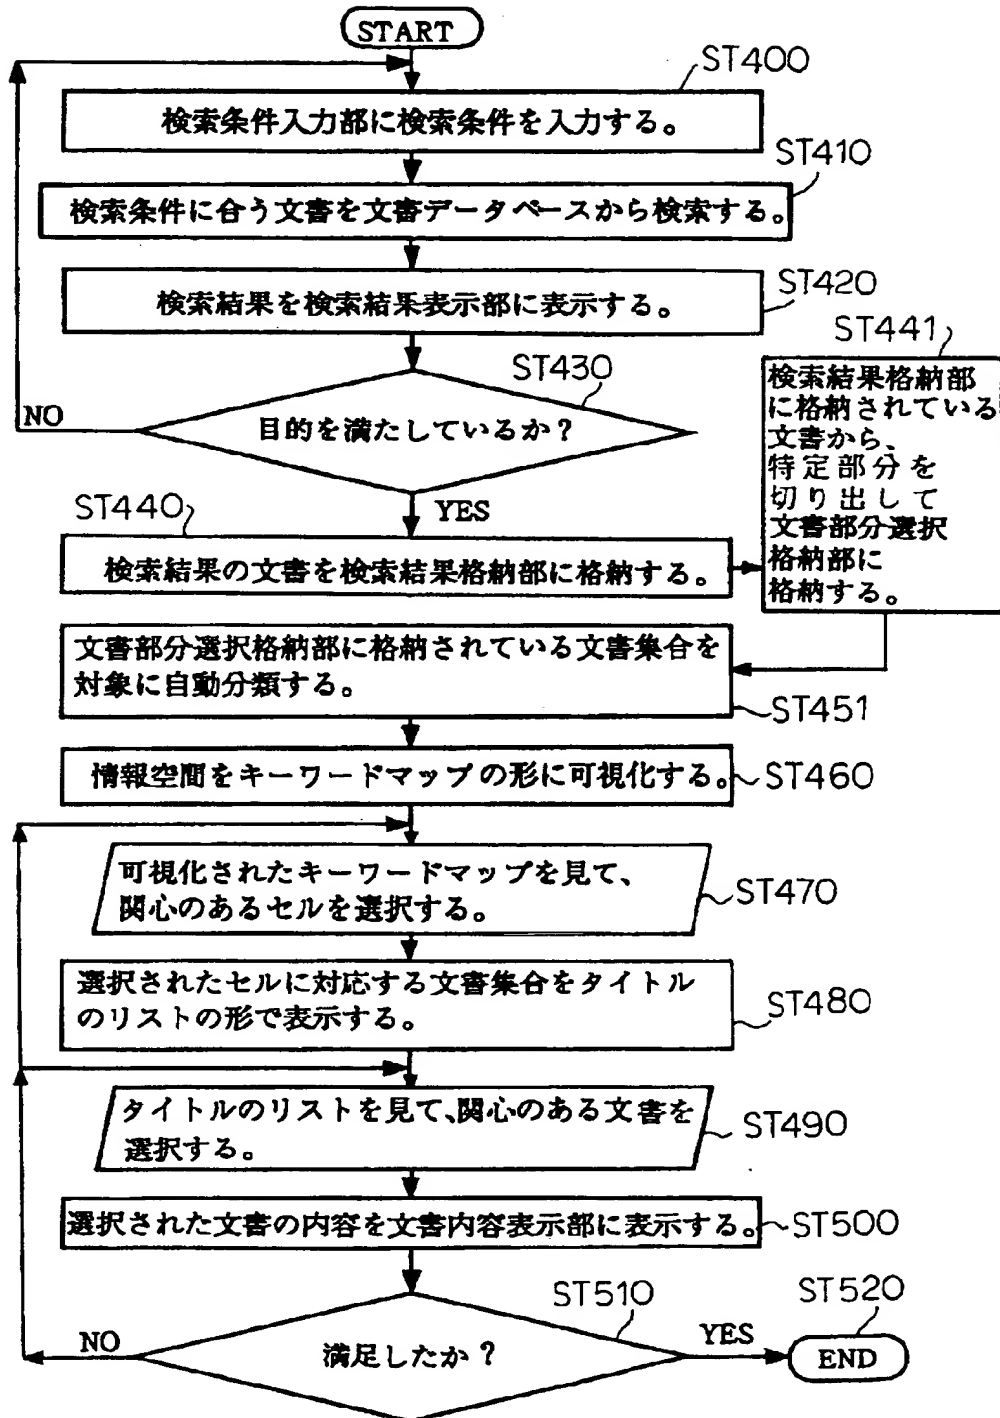 START
ST400
検索条件入力部に検索条件を入力する。
ST410
検索条件に合う文書を文書データベースから検索する。
ST420
検索結果を検索結果表示部に表示する。
ST430
目的を満たしているか?
NO
YES
ST440
検索結果の文書を検索結果格納部に格納する。
ST441
検索結果格納部
に格納されている
文書から、
特定部分を
切り出して
文書部分選択
格納部に
格納する。
文書部分選択格納部に格納されている文書集合を
対象に自動分類する。
ST451
情報空間をキーワードマップの形に可視化する。
ST460
可視化されたキーワードマップを見て、
関心のあるセルを選択する。
ST470
選択されたセルに対応する文書集合をタイトル
のリストの形で表示する。
ST480
タイトルのリストを見て、関心のある文書を
選択する。
ST490
選択された文書の内容を文書内容表示部に表示する。
ST500
ST510
満足したか?
NO
YES
ST520
END